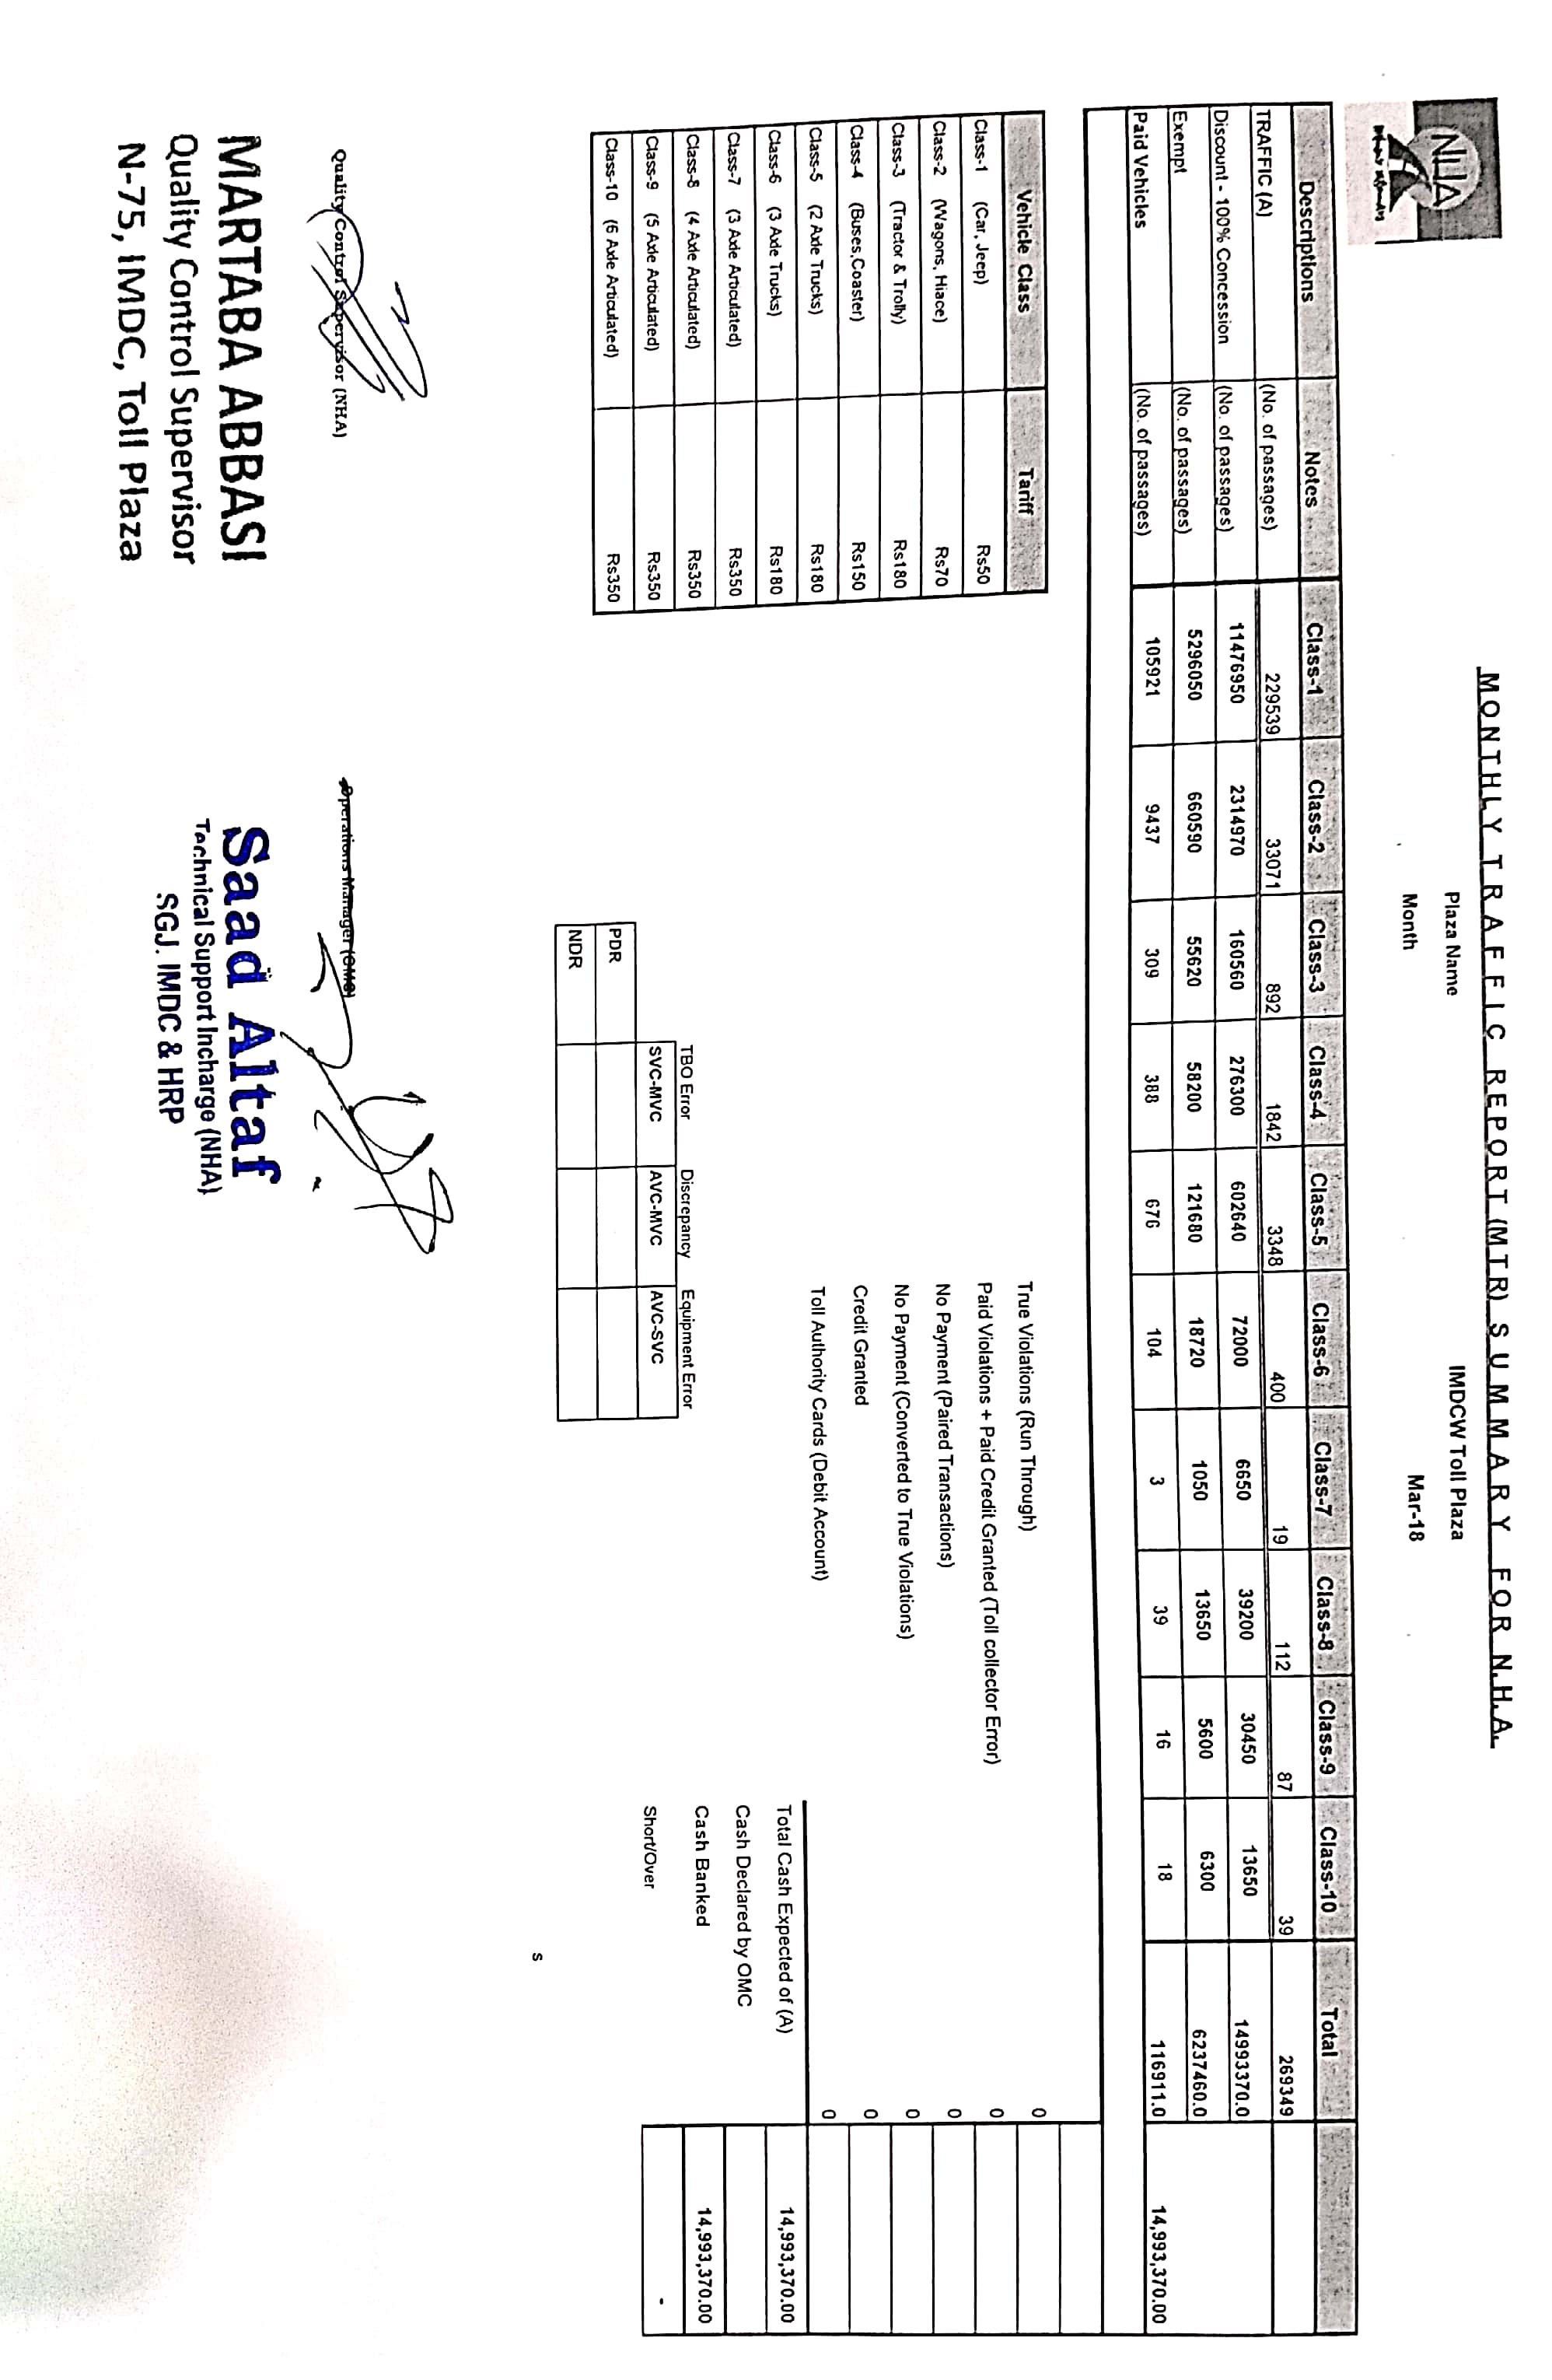 NHA
MONTHLY TRAFFIC REPORT (MTR) SUMMARY FOR N.H.A.
Plaza Name IMDCW Toll Plaza
Month Mar-18
Descriptions Notes Class-1 Class-2 Class-3 Class-4 Class-5 Class-6 Class-7 Class-8 Class-9 Class-10 Total
TRAFFIC (A) (No. of passages) 229539 33071 892 1842 3348 400 19 112 87 39 269349
Discount - 100% Concession (No. of passages) 11476950 2314970 160560 276300 602640 72000 6650 39200 30450 13650 14993370.0
Exempt (No. of passages) 5296050 660590 55620 58200 121680 18720 1050 13650 5600 6300 6237460.0
Paid Vehicles (No. of passages) 105921 9437 309 388 676 104 3 39 16 18 116911.0 14,993,370.00
Vehicle Class Tariff
Class-1 (Car, Jeep) Rs50
Class-2 (Wagons, Hiace) Rs70
Class-3 (Tractor & Trolly) Rs180
Class-4 (Buses,Coaster) Rs150
Class-5 (2 Axle Trucks) Rs180
Class-6 (3 Axle Trucks) Rs180
Class-7 (3 Axle Articulated) Rs350
Class-8 (4 Axle Articulated) Rs350
Class-9 (5 Axle Articulated) Rs350
Class-10 (6 Axle Articulated) Rs350
True Violations (Run Through) 0
Paid Violations + Paid Credit Granted (Toll collector Error) 0
No Payment (Paired Transactions) 0
No Payment (Converted to True Violations) 0
Credit Granted 0
Toll Authority Cards (Debit Account) 0
Total Cash Expected of (A) 14,993,370.00
Cash Declared by OMC
Cash Banked 14,993,370.00
Short/Over -
TBO Error Discrepancy Equipment Error
SVC-MVC AVC-MVC AVC-SVC
PDR
NDR
s
Quality Control Supervisor (NHA)
MARTABA ABBASI
Quality Control Supervisor
N-75, IMDC, Toll Plaza
Operations Manager (OMC)
Saad Altaf
Technical Support Incharge (NHA)
SGJ. IMDC & HRP